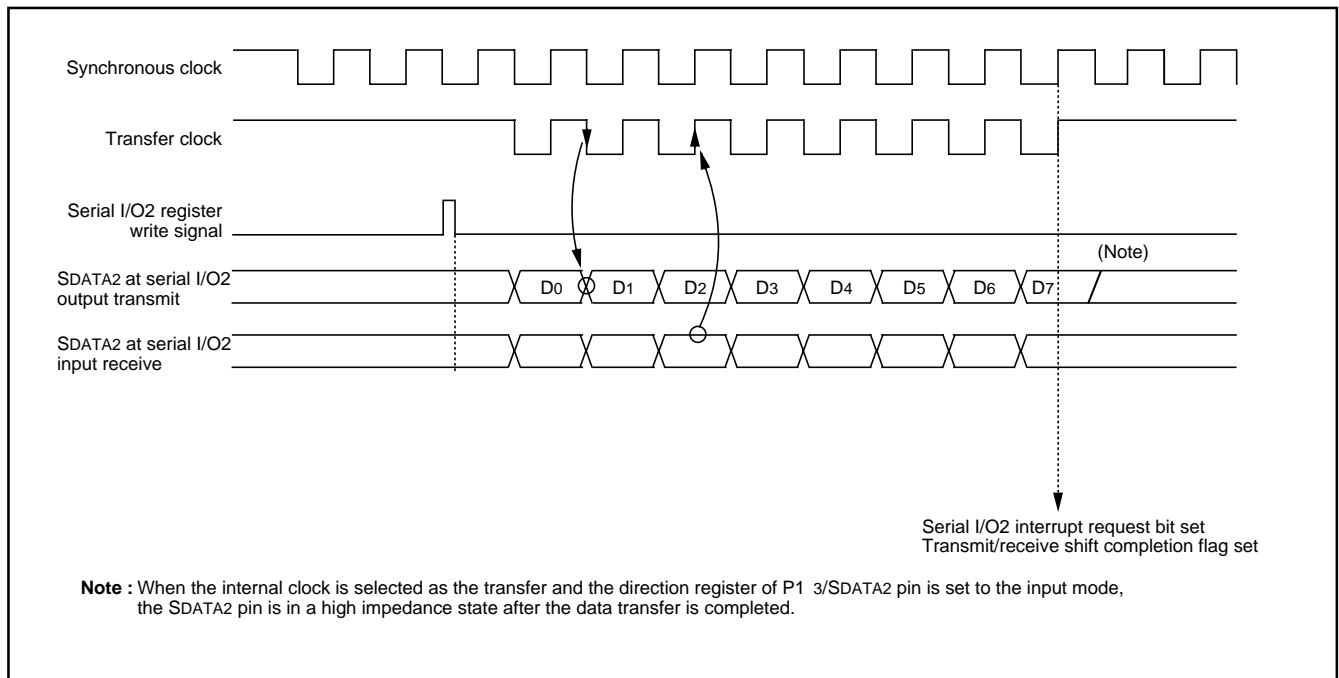 Synchronous clock
Transfer clock
Serial I/O2 register
write signal
(Note)
SDATA2 at serial I/O2
output transmit
D0 D1 D2 D3 D4 D5 D6 D7
SDATA2 at serial I/O2
input receive
Serial I/O2 interrupt request bit set
Transmit/receive shift completion flag set
Note : When the internal clock is selected as the transfer and the direction register of P1 3/SDATA2 pin is set to the input mode,
the SDATA2 pin is in a high impedance state after the data transfer is completed.